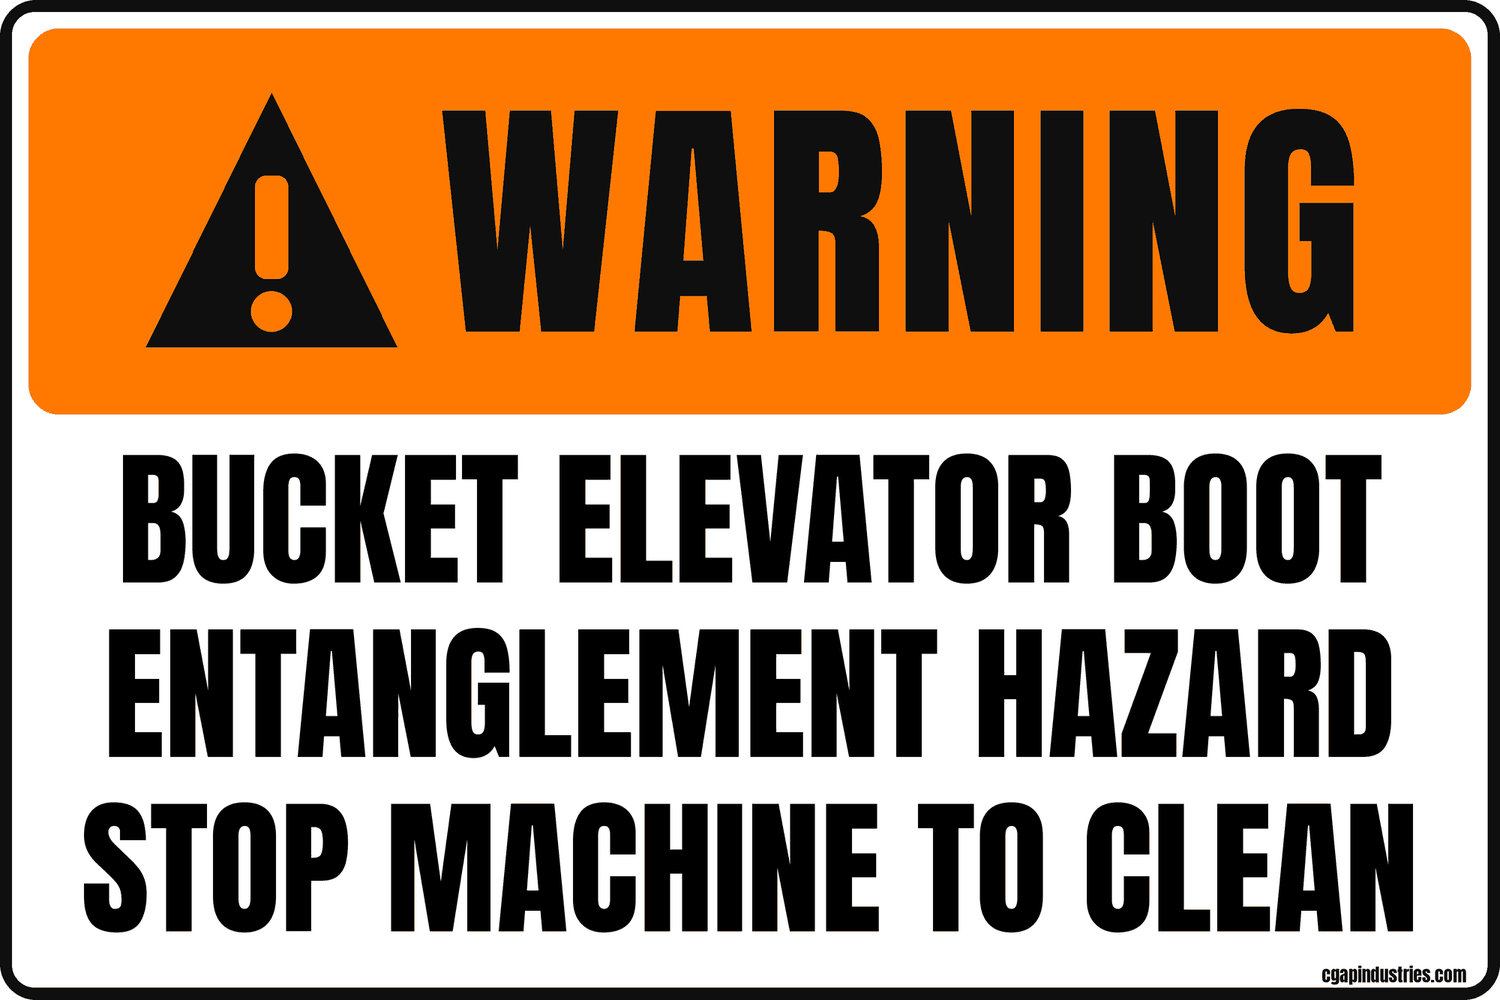 WARNING
BUCKET ELEVATOR BOOT
ENTANGLEMENT HAZARD
STOP MACHINE TO CLEAN
cgapindustries.com